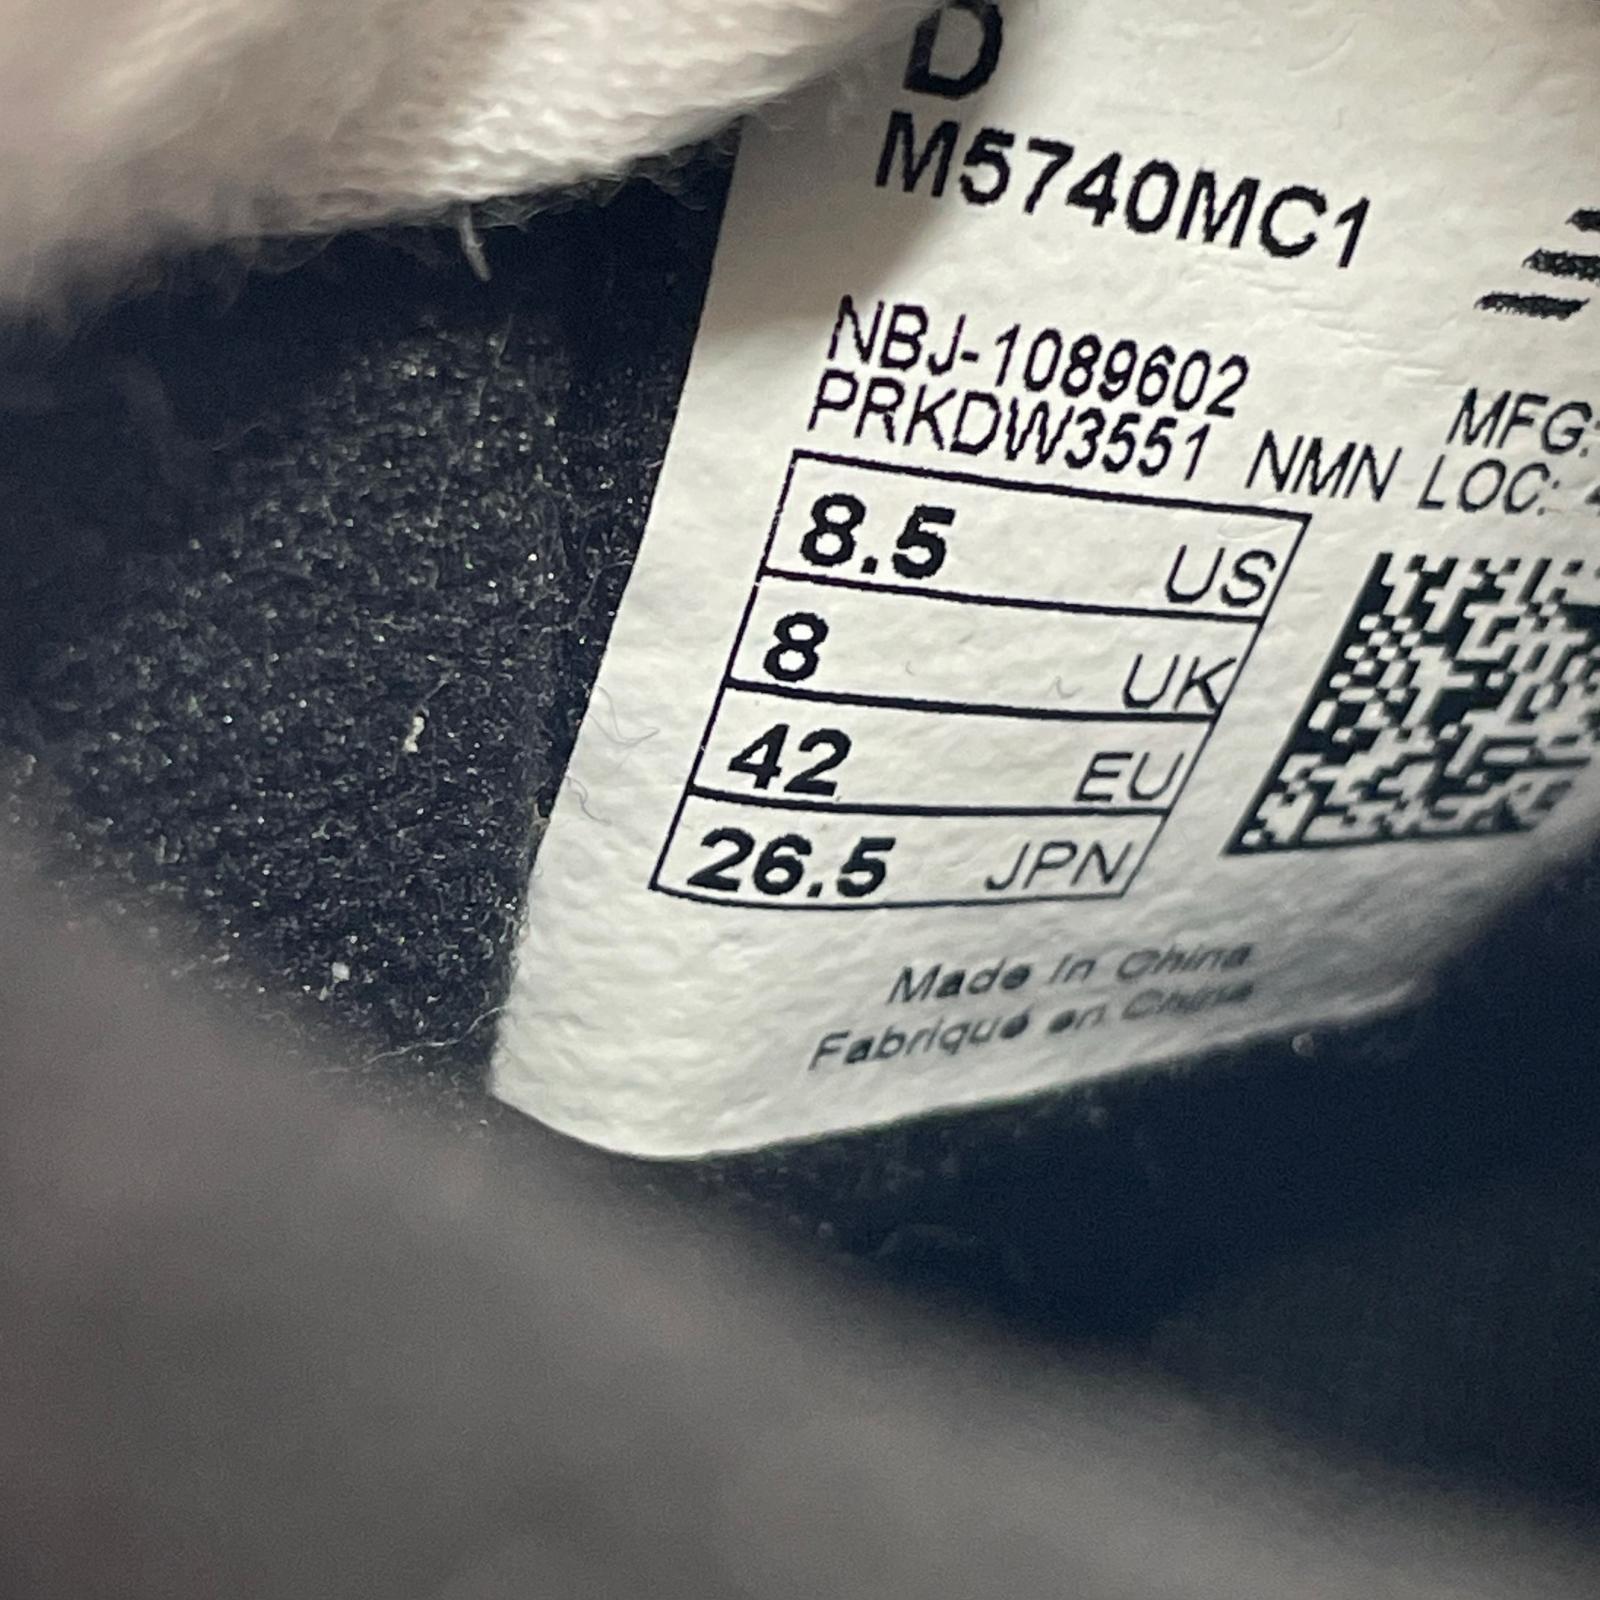 D
M5740MC1
NBJ-1089602
MFG:
PRKDW3551 NMN LOC:
8.5 US
8 UK
42 EU
26.5 JPN
Made In China
Fabriqué en China